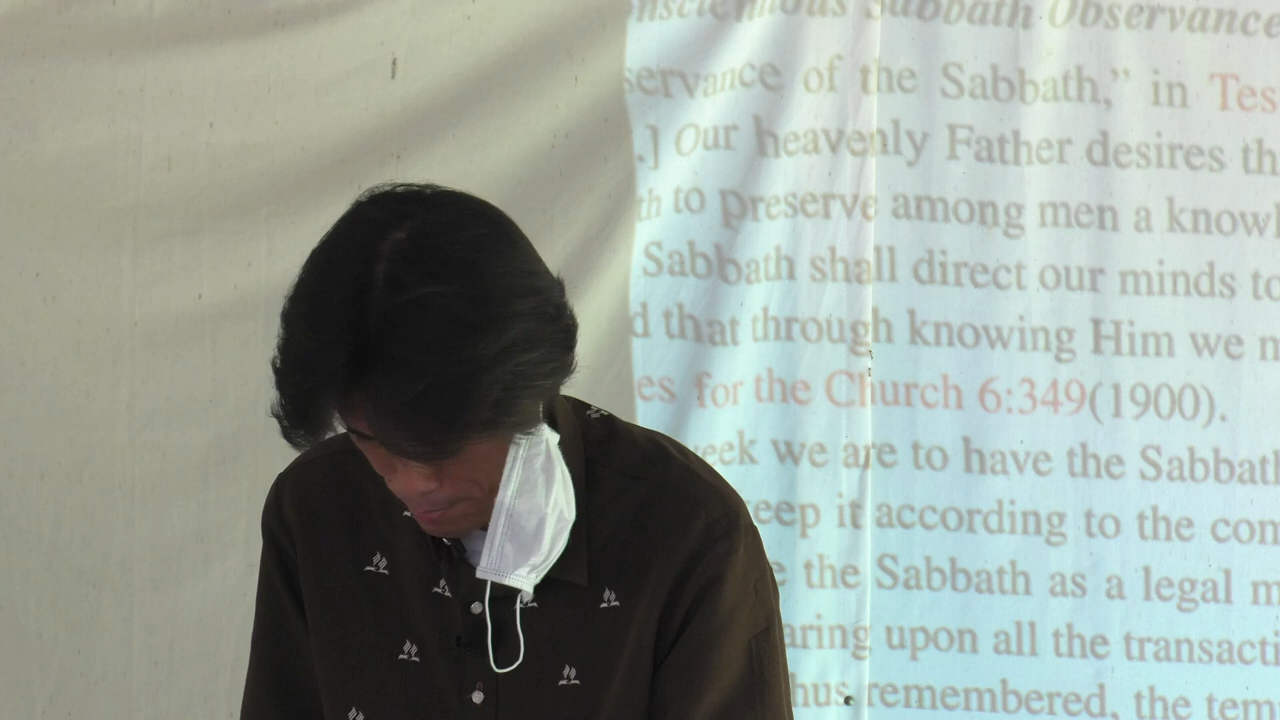 Sabbath Observance
servance of the Sabbath,” in Tes
.] Our heavenly Father desires th
th to preserve among men a knowl
Sabbath shall direct our minds to
d that through knowing Him we m
es for the Church 6:349(1900).
eek we are to have the Sabbath
eep it according to the com
e the Sabbath as a legal m
aring upon all the transacti
hus remembered, the tem